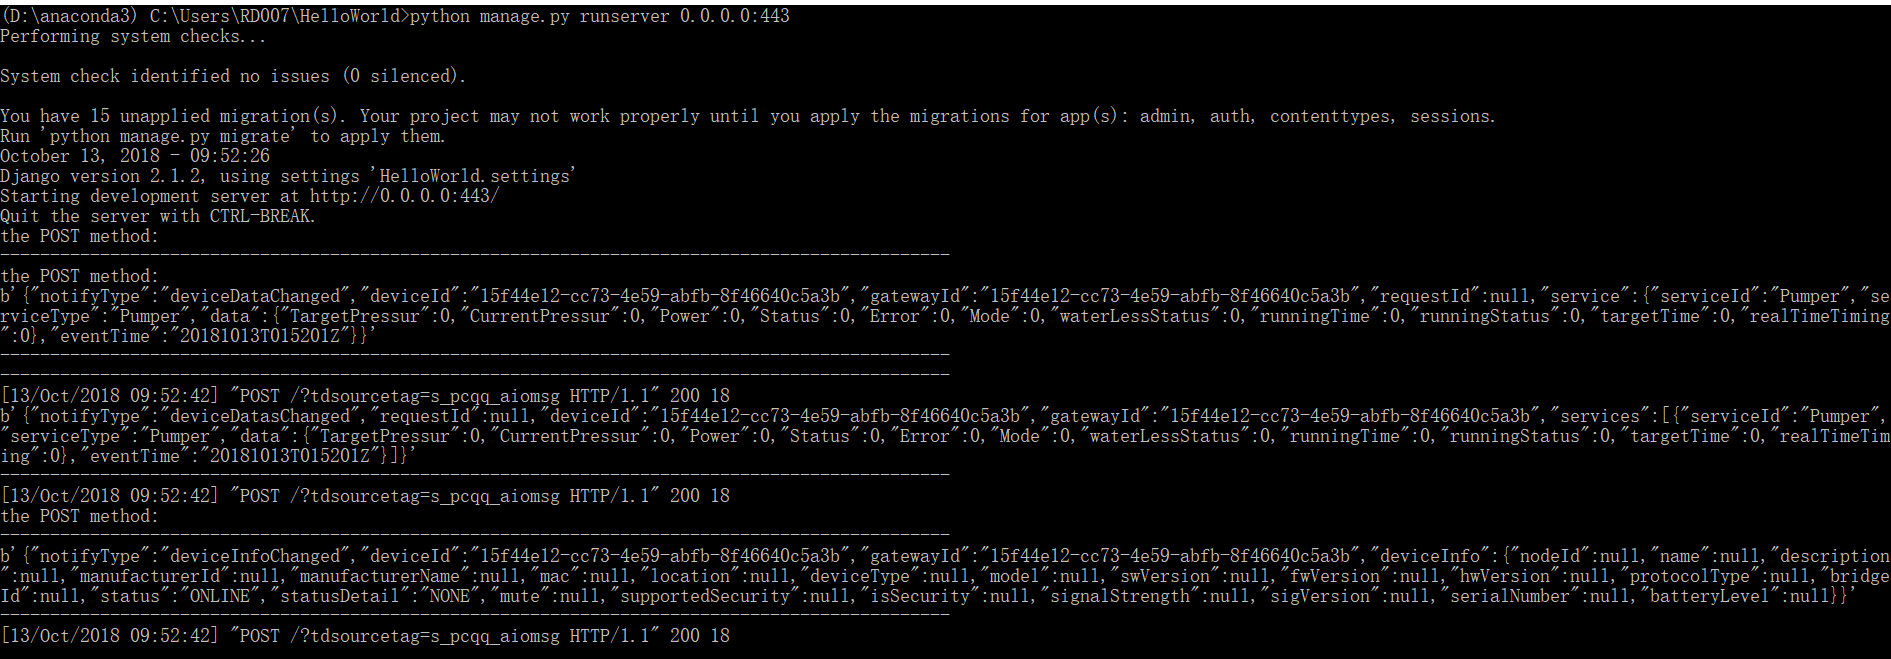 (D:\anaconda3) C:\Users\RD007\HelloWorld>python manage.py runserver 0.0.0.0:443
Performing system checks...
System check identified no issues (0 silenced).
You have 15 unapplied migration(s). Your project may not work properly until you apply the migrations for app(s): admin, auth, contenttypes, sessions.
Run 'python manage.py migrate' to apply them.
October 13, 2018 - 09:52:26
Django version 2.1.2, using settings 'HelloWorld.settings'
Starting development server at http://0.0.0.0:443/
Quit the server with CTRL-BREAK.
the POST method:
-----------------------------------------------------------------------------------------------
the POST method:
b'{"notifyType":"deviceDataChanged","deviceId":"15f44e12-cc73-4e59-abfb-8f46640c5a3b","gatewayId":"15f44e12-cc73-4e59-abfb-8f46640c5a3b","requestId":null,"service":{"serviceId":"Pumper","se
rviceType":"Pumper","data":{"TargetPressur":0,"CurrentPressur":0,"Power":0,"Status":0,"Error":0,"Mode":0,"waterLessStatus":0,"runningTime":0,"runningStatus":0,"targetTime":0,"realTimeTiming
":0},"eventTime":"20181013T015201Z"}}'
-----------------------------------------------------------------------------------------------
-----------------------------------------------------------------------------------------------
[13/Oct/2018 09:52:42] "POST /?tdsourcetag=s_pcqq_aiomsg HTTP/1.1" 200 18
b'{"notifyType":"deviceDatasChanged","requestId":null,"deviceId":"15f44e12-cc73-4e59-abfb-8f46640c5a3b","gatewayId":"15f44e12-cc73-4e59-abfb-8f46640c5a3b","services":[{"serviceId":"Pumper",
"serviceType":"Pumper","data":{"TargetPressur":0,"CurrentPressur":0,"Power":0,"Status":0,"Error":0,"Mode":0,"waterLessStatus":0,"runningTime":0,"runningStatus":0,"targetTime":0,"realTimeTim
ing":0},"eventTime":"20181013T015201Z"}]}'
-----------------------------------------------------------------------------------------------
[13/Oct/2018 09:52:42] "POST /?tdsourcetag=s_pcqq_aiomsg HTTP/1.1" 200 18
the POST method:
-----------------------------------------------------------------------------------------------
b'{"notifyType":"deviceInfoChanged","deviceId":"15f44e12-cc73-4e59-abfb-8f46640c5a3b","gatewayId":"15f44e12-cc73-4e59-abfb-8f46640c5a3b","deviceInfo":{"nodeId":null,"name":null,"description
":null,"manufacturerId":null,"manufacturerName":null,"mac":null,"location":null,"deviceType":null,"model":null,"swVersion":null,"fwVersion":null,"hwVersion":null,"protocolType":null,"bridge
Id":null,"status":"ONLINE","statusDetail":"NONE","mute":null,"supportedSecurity":null,"isSecurity":null,"signalStrength":null,"sigVersion":null,"serialNumber":null,"batteryLevel":null}}'
-----------------------------------------------------------------------------------------------
[13/Oct/2018 09:52:42] "POST /?tdsourcetag=s_pcqq_aiomsg HTTP/1.1" 200 18